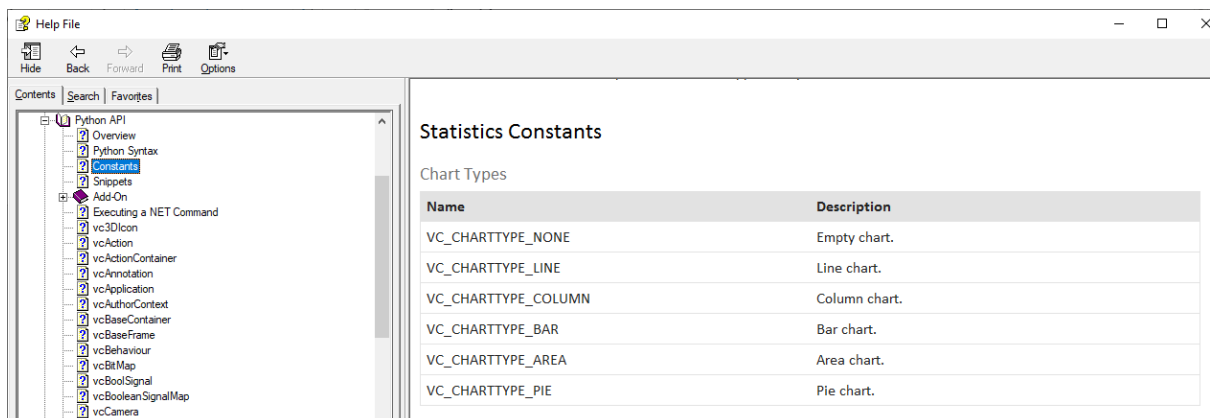 Help File
Hide Back Forward Print Options
Contents Search Favorites
Python API
Overview
Python Syntax
Constants
Snippets
Add-On
Executing a NET Command
vc3DIcon
vcAction
vcActionContainer
vcAnnotation
vcApplication
vcAuthorContext
vcBaseContainer
vcBaseFrame
vcBehaviour
vcBitMap
vcBoolSignal
vcBooleanSignalMap
vcCamera
Statistics Constants
Chart Types
Name Description
VC_CHARTTYPE_NONE Empty chart.
VC_CHARTTYPE_LINE Line chart.
VC_CHARTTYPE_COLUMN Column chart.
VC_CHARTTYPE_BAR Bar chart.
VC_CHARTTYPE_AREA Area chart.
VC_CHARTTYPE_PIE Pie chart.